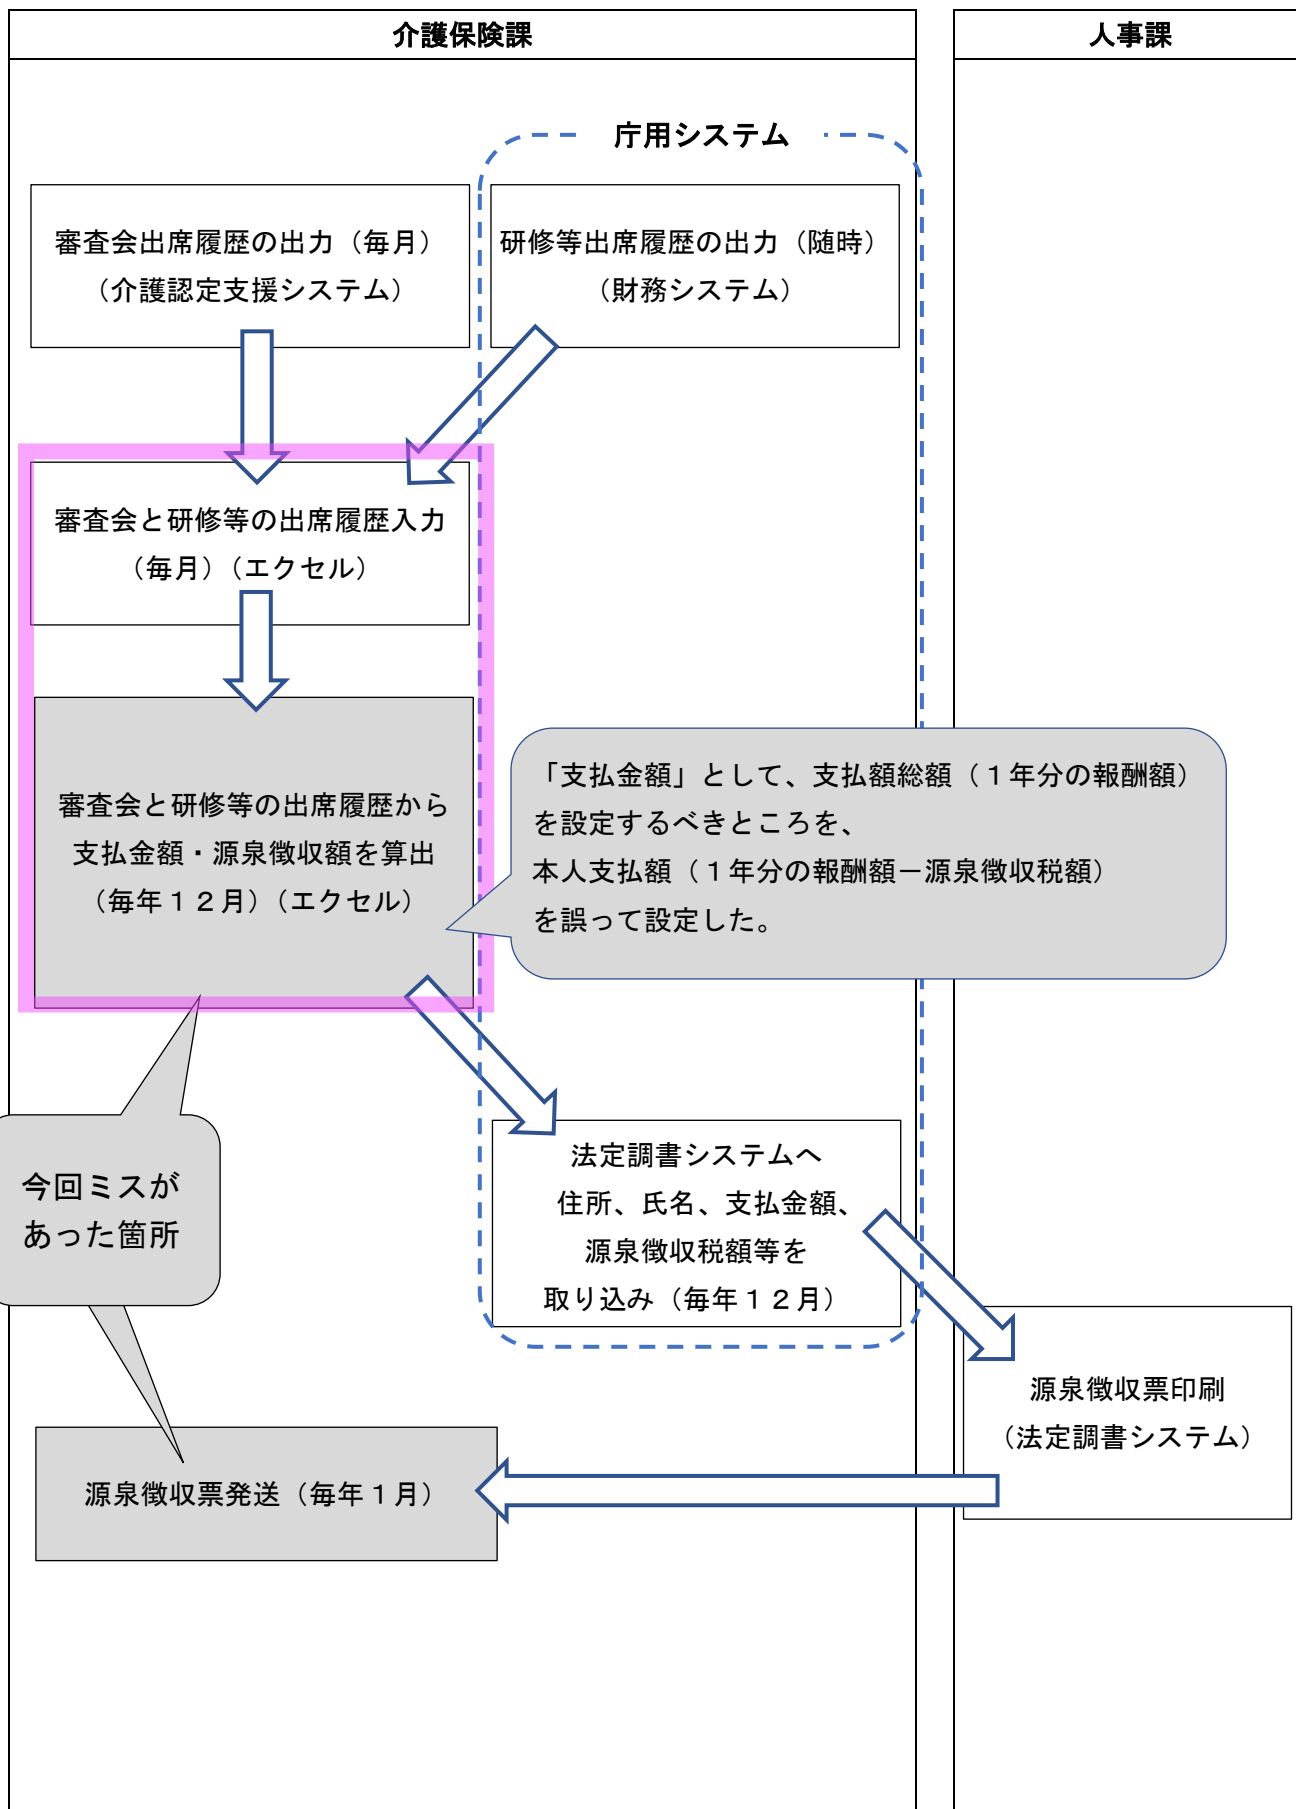 介護保険課
人事課
庁用システム
審査会出席履歴の出力（毎月）
（介護認定支援システム）
研修等出席履歴の出力（随時）
（財務システム）
審査会と研修等の出席履歴入力
（毎月）（エクセル）
審査会と研修等の出席履歴から
支払金額・源泉徴収額を算出
（毎年１２月）（エクセル）
「支払金額」として、支払額総額（１年分の報酬額）
を設定するべきところを、
本人支払額（１年分の報酬額－源泉徴収税額）
を誤って設定した。
今回ミスが
あった箇所
法定調書システムへ
住所、氏名、支払金額、
源泉徴収税額等を
取り込み（毎年１２月）
源泉徴収票印刷
（法定調書システム）
源泉徴収票発送（毎年１月）